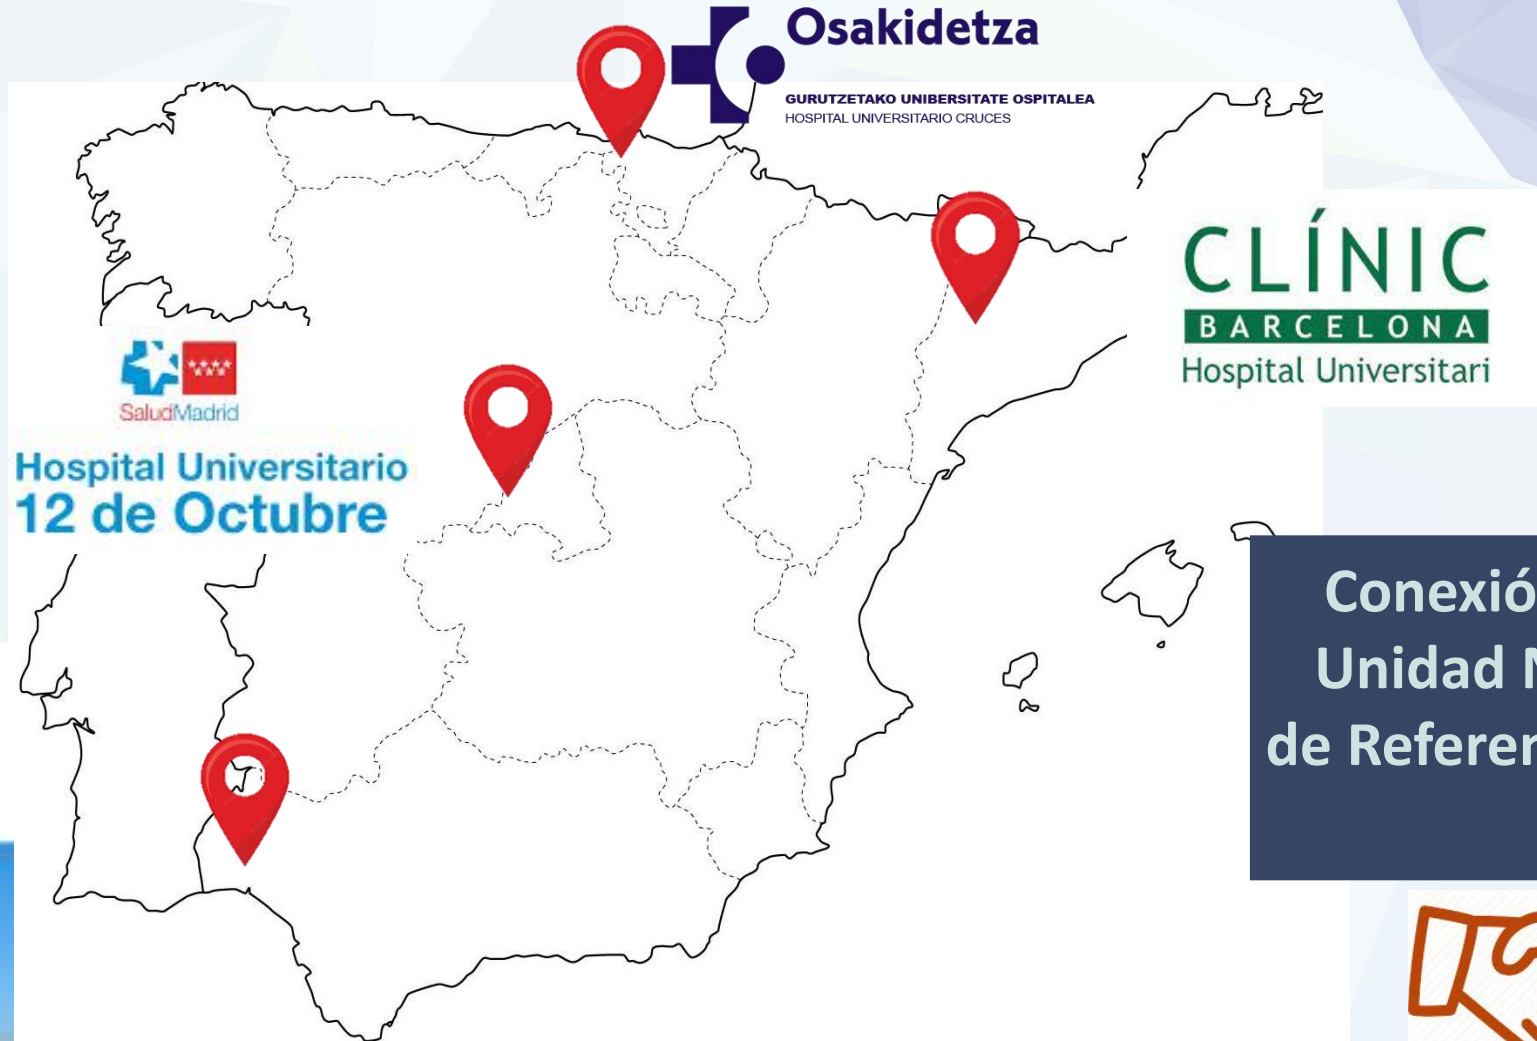 Osakidetza
GURUTZETAKO UNIBERSITATE OSPITALEA
HOSPITAL UNIVERSITARIO CRUCES
CLÍNIC
BARCELONA
Hospital Universitari
SaludMadrid
Hospital Universitario
12 de Octubre
Conexió
Unidad
de Referen